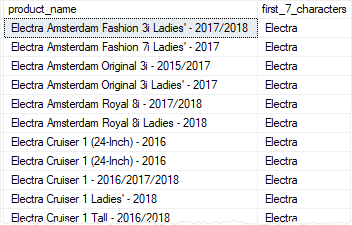 product_name first_7_characters
Electra Amsterdam Fashion 3i Ladies' - 2017/2018 Electra
Electra Amsterdam Fashion 7i Ladies' - 2017 Electra
Electra Amsterdam Original 3i - 2015/2017 Electra
Electra Amsterdam Original 3i Ladies' - 2017 Electra
Electra Amsterdam Royal 8i - 2017/2018 Electra
Electra Amsterdam Royal 8i Ladies - 2018 Electra
Electra Cruiser 1 (24-Inch) - 2016 Electra
Electra Cruiser 1 (24-Inch) - 2016 Electra
Electra Cruiser 1 - 2016/2017/2018 Electra
Electra Cruiser 1 Ladies' - 2018 Electra
Electra Cruiser 1 Tall - 2016/2018 Electra